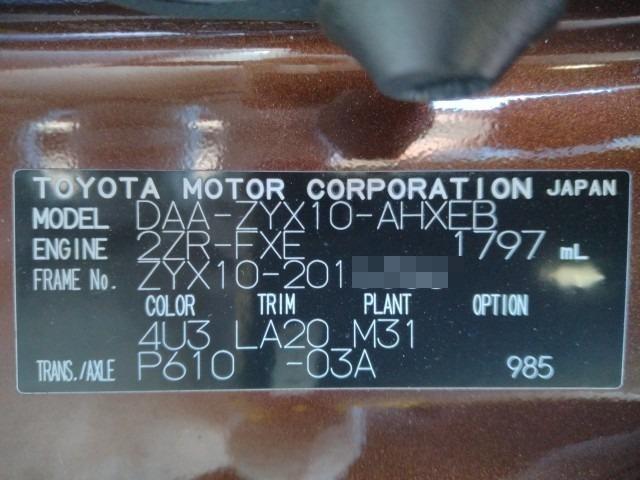 TOYOTA MOTOR CORPORATION JAPAN
MODEL DAA-ZYX10-AHXEB
ENGINE 2ZR-FXE 1797 mL
FRAME No. ZYX10-201
COLOR TRIM PLANT OPTION
4U3 LA20 M31
TRANS./AXLE P610 -03A 985